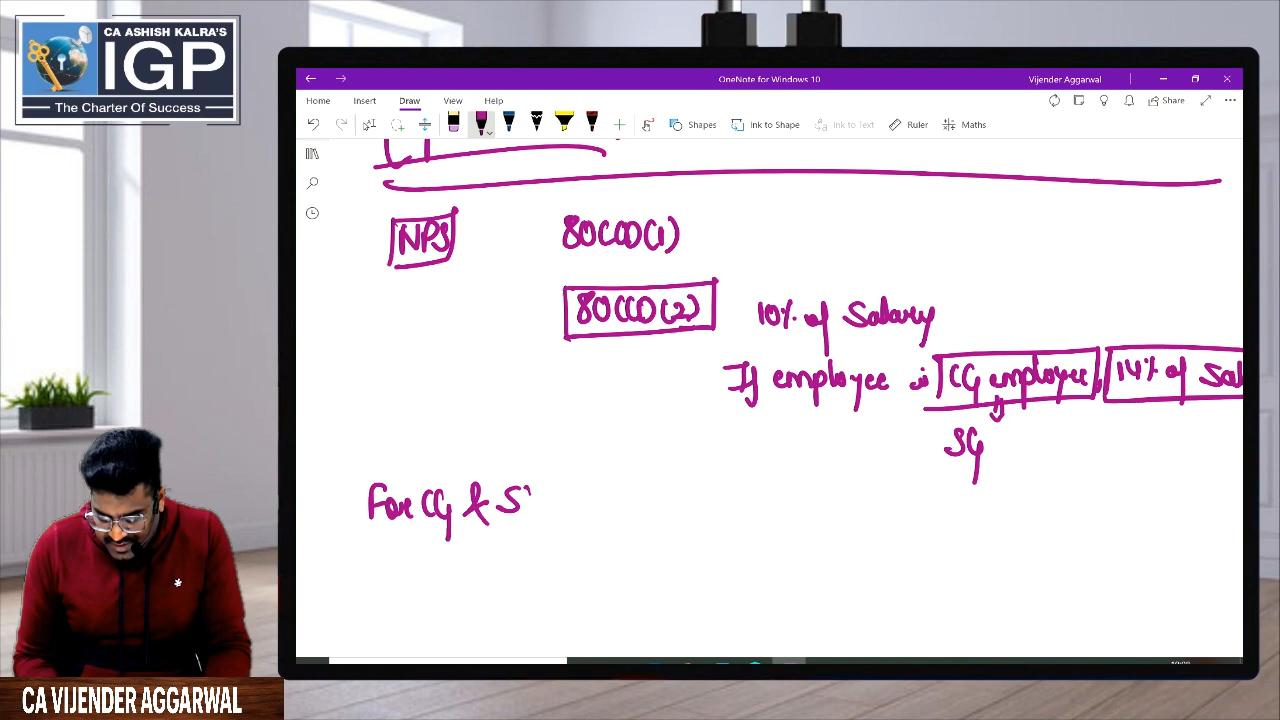 CA ASHISH KALRA'S
IGP
The Charter Of Success
OneNote for Windows 10
Vijender Aggarwal
Home Insert Draw View Help
Share
Shapes Ink to Shape Ink to Text Ruler Maths
NPS 80CCD(1)
80CCD(2) 10% of Salary
If employee is CG employee, 14% of Sal
SG
For CG & S
CA VIJENDER AGGARWAL